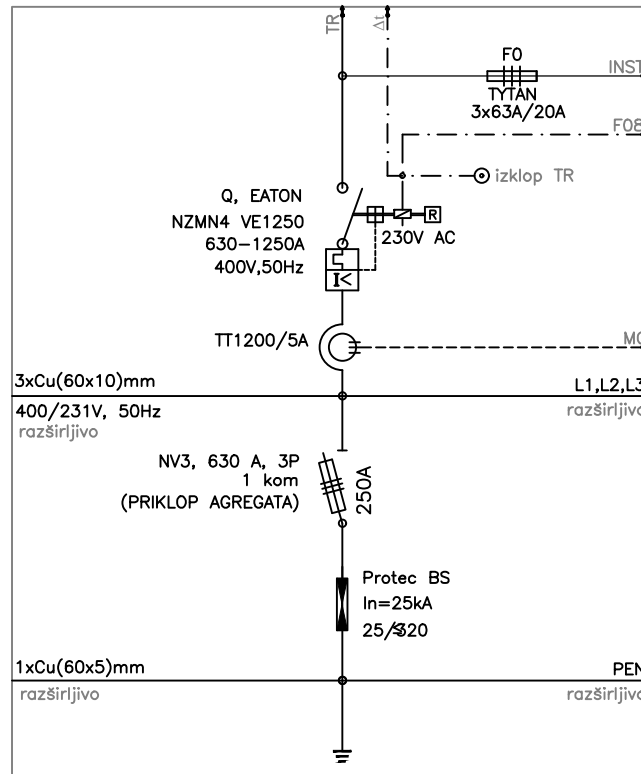 TR
Δt
F0
INST
TYTAN
3x63A/20A
F08
izklop TR
Q, EATON
NZMN4 VE1250
630-1250A
400V,50Hz
R
230V AC
I<
TT1200/5A
3xCu(60x10)mm
L1,L2,L3
400/231V, 50Hz
razširljivo
razširljivo
NV3, 630 A, 3P
1 kom
(PRIKLOP AGREGATA)
250A
Protec BS
In=25kA
1xCu(60x5)mm
PEN
razširljivo
razširljivo